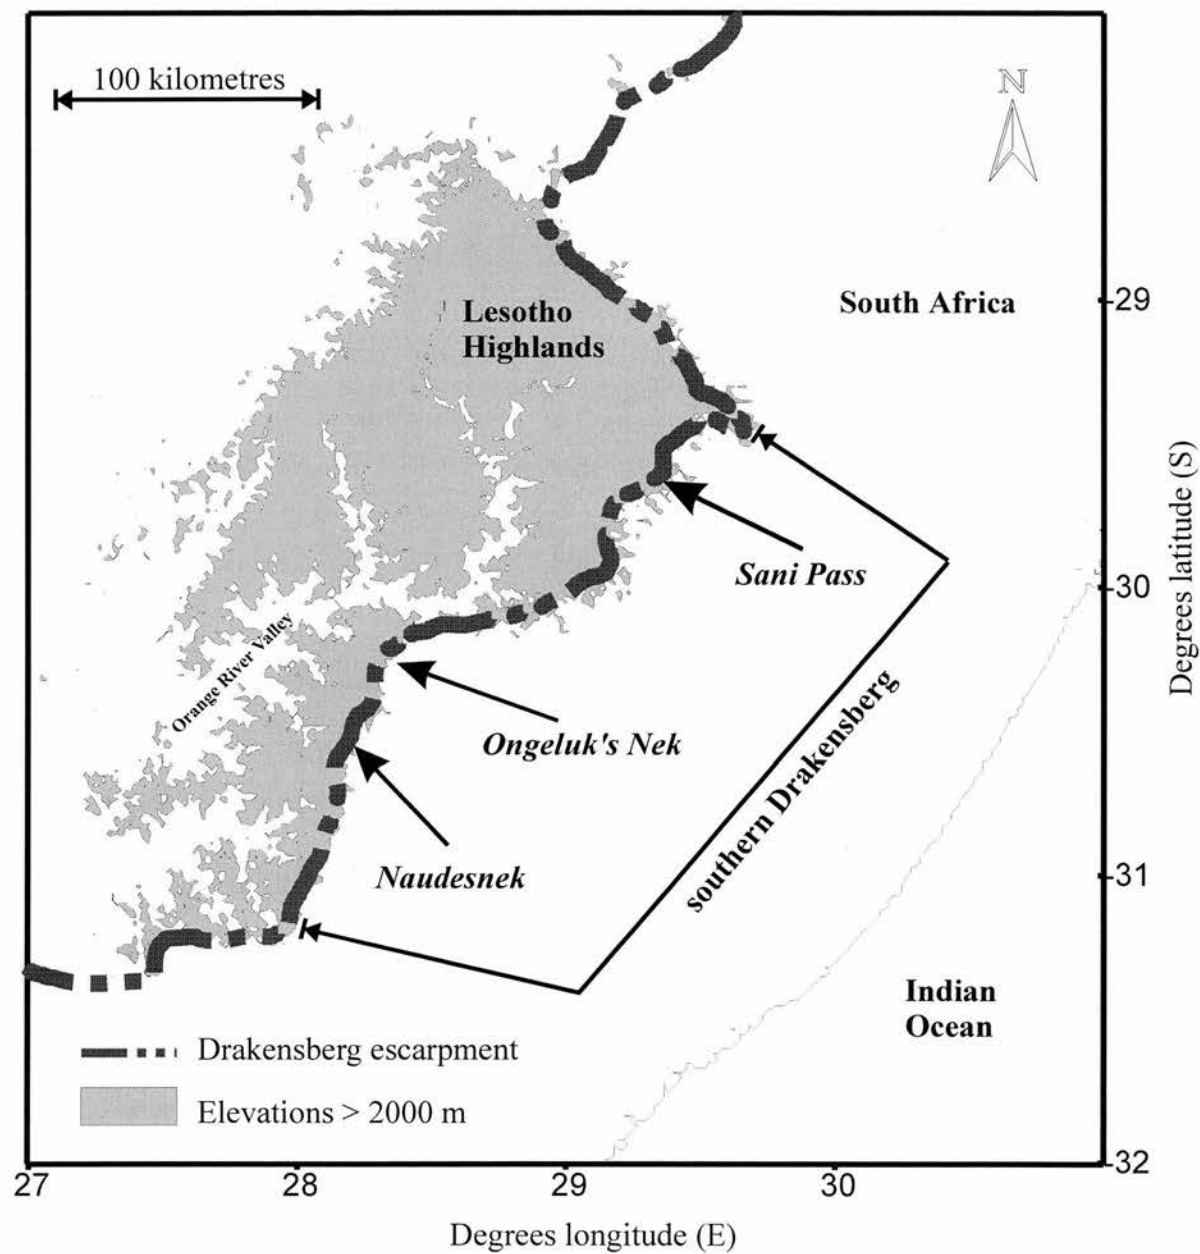 100 kilometres
N
Lesotho
Highlands
South Africa
29
Sani Pass
30
Degrees latitude (S)
Orange River Valley
Ongeluk's Nek
southern Drakensberg
Naudesnek
31
Indian
Ocean
Drakensberg escarpment
Elevations > 2000 m
32
27
28
29
30
Degrees longitude (E)